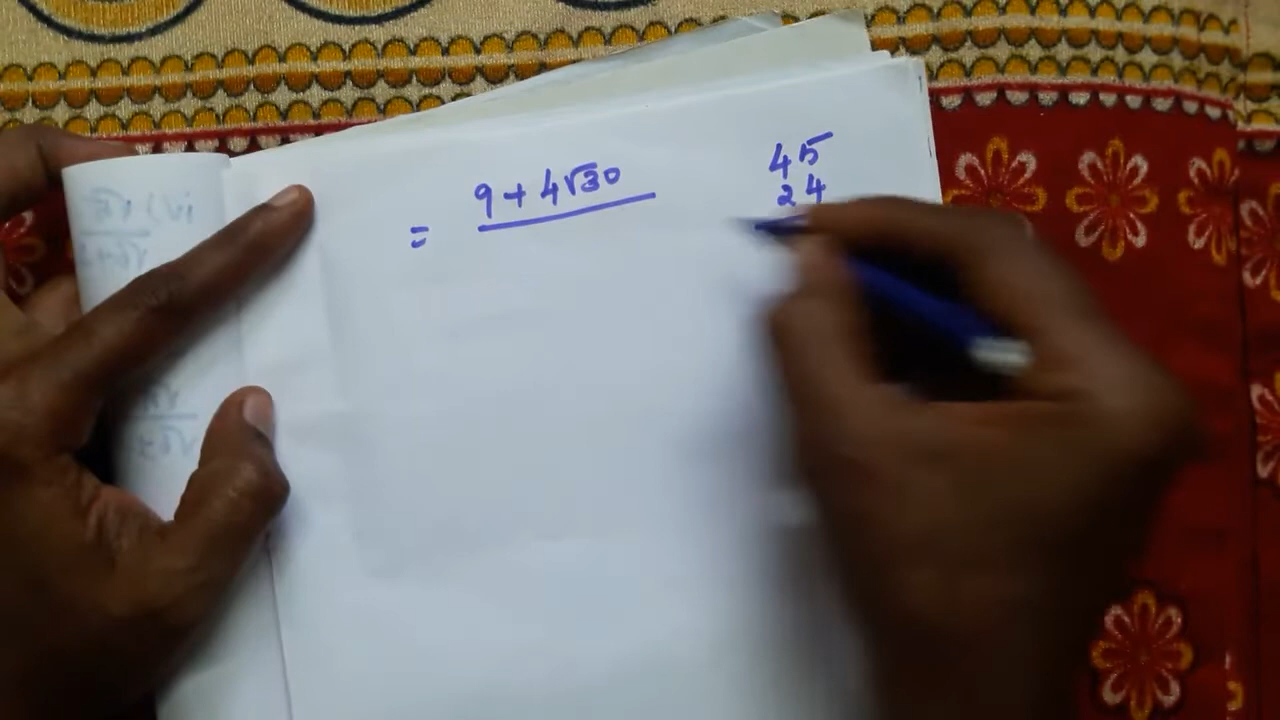 = 9 + 4√30
45
24